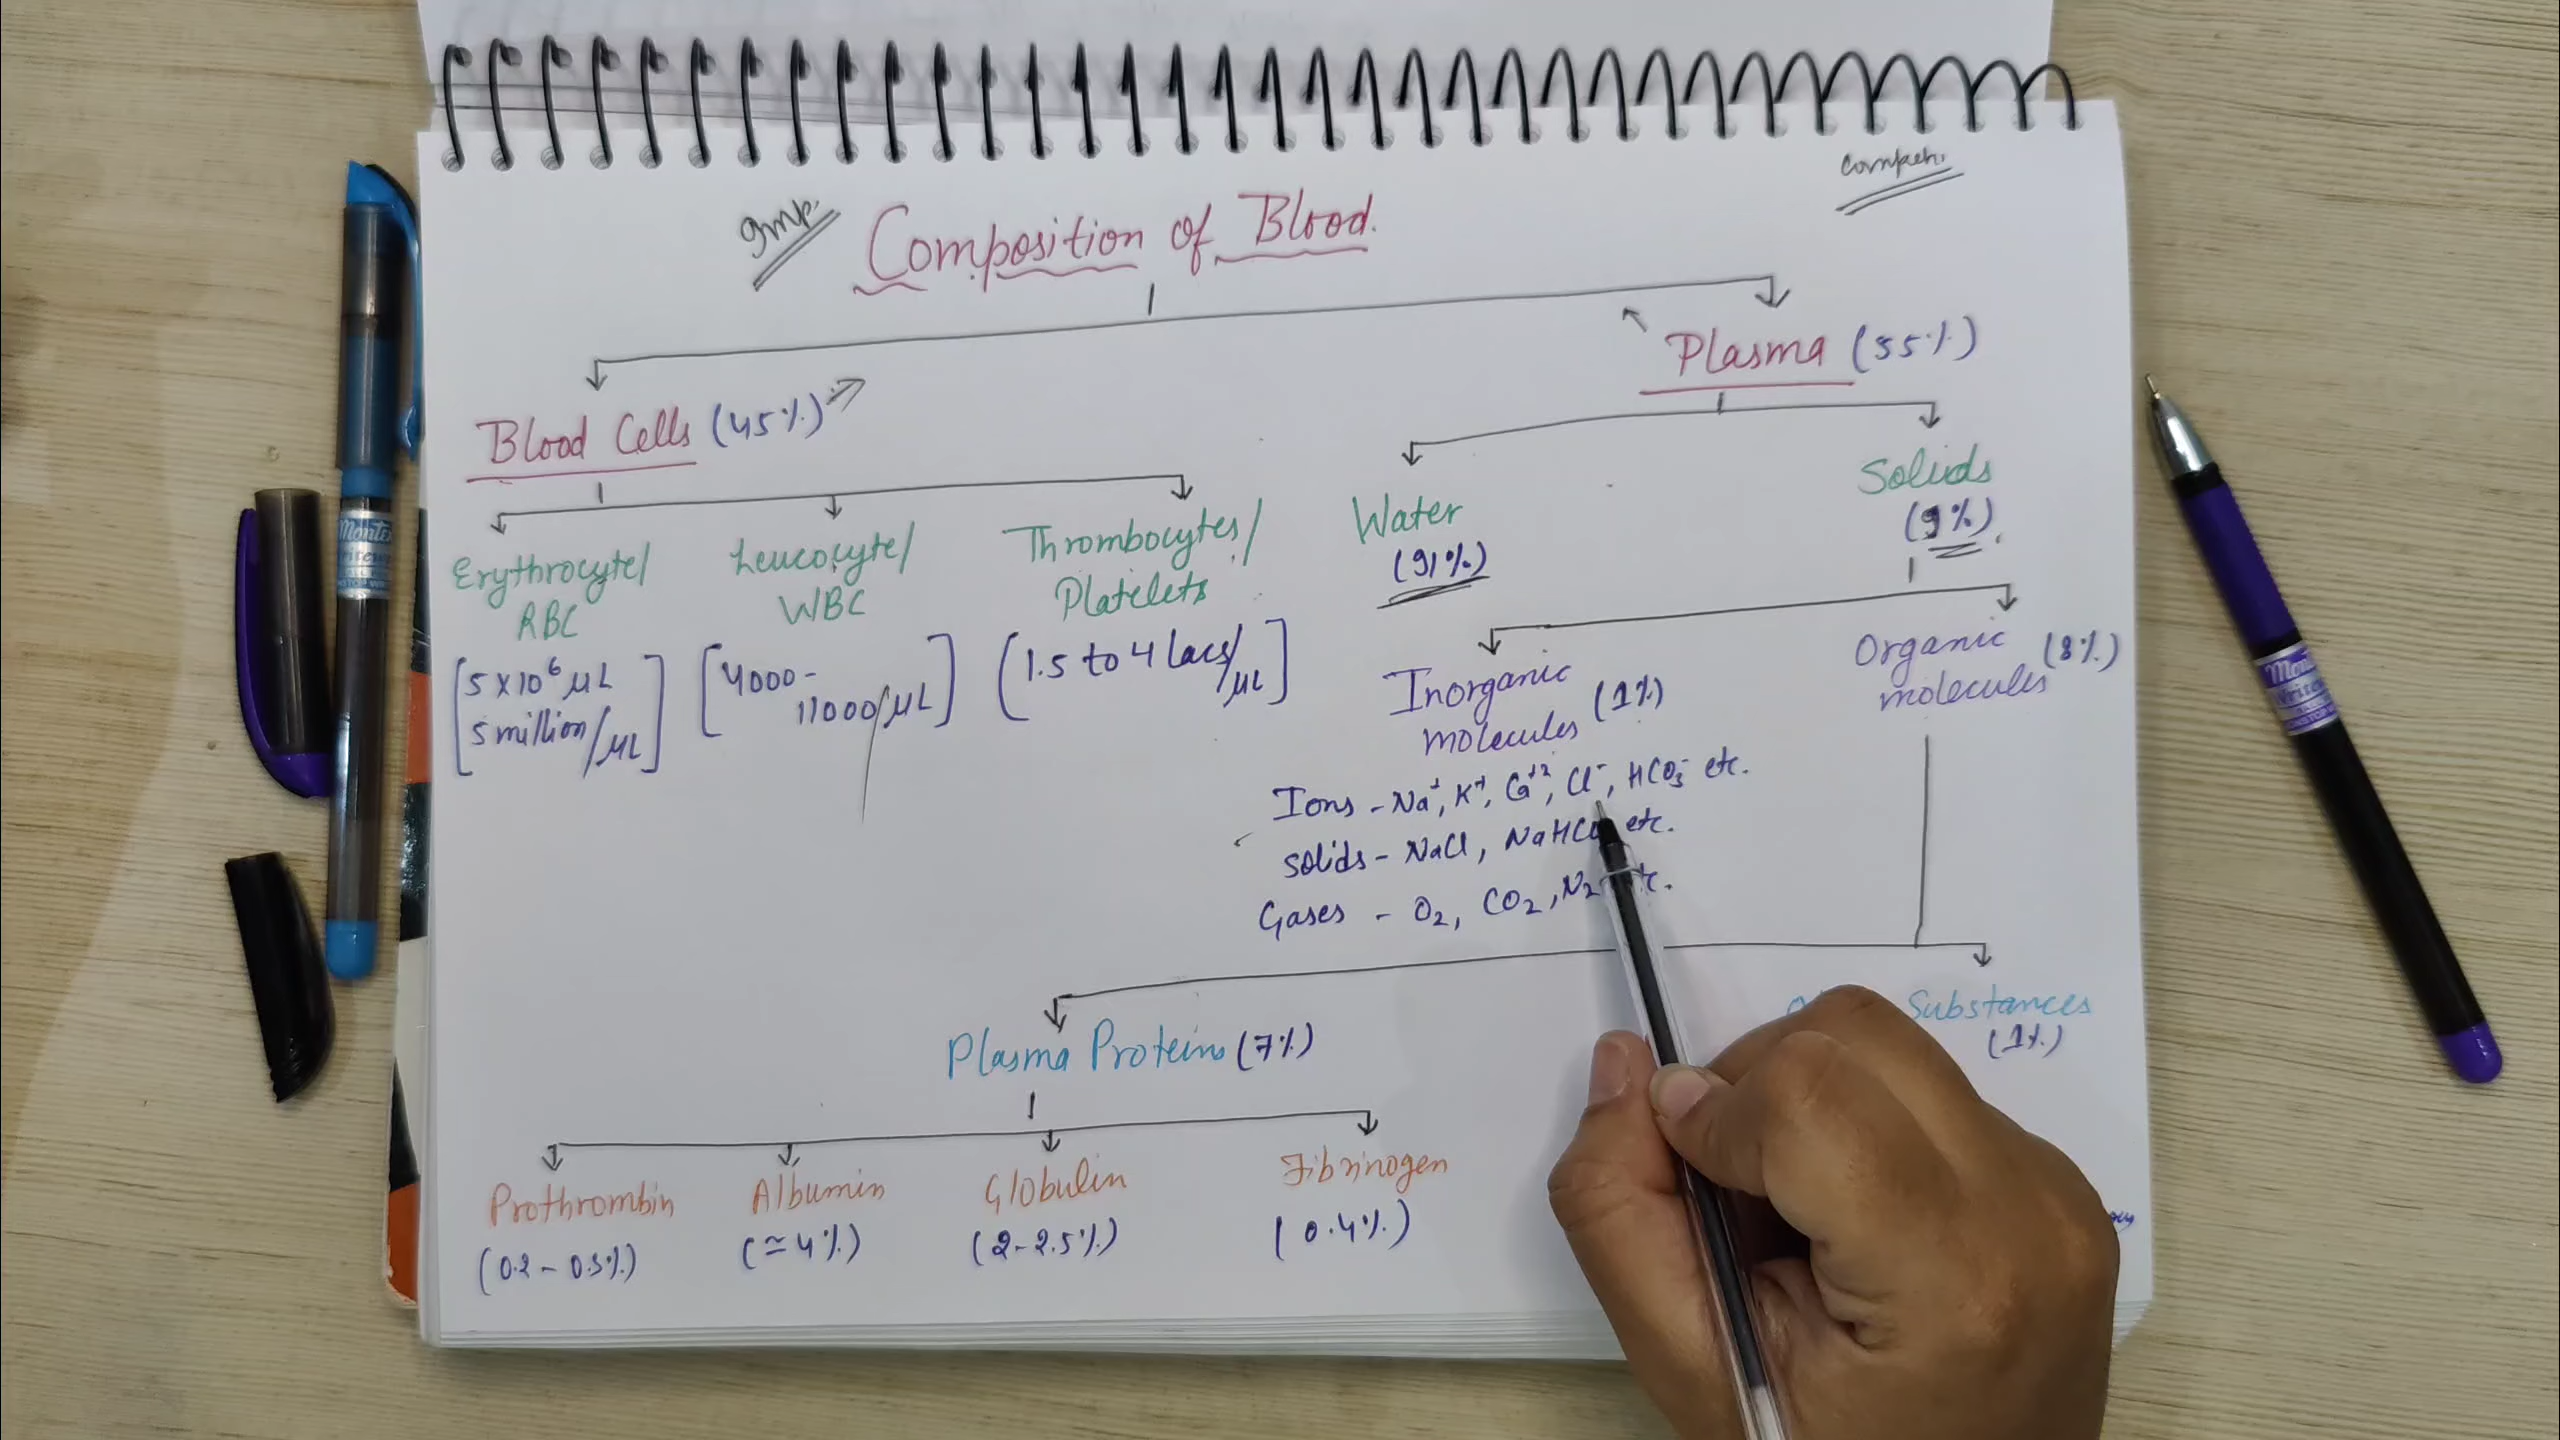 Compen.
Imp.
Composition of Blood.
Plasma (55%)
Blood Cells (45%)
Solids
(9%)
Water
(91%)
Erythrocyte/
RBC
Leucocyte/
WBC
Thrombocytes/
Platelets
[5 x 10⁶ µL
5 million/µL]
[4000-
11000/µL]
(1.5 to 4 lacs/
µL]
Inorganic
molecules (1%)
Organic
molecules (8%)
Ions - Na⁺, K⁺, Ca⁺², Cl⁻, HCO₃⁻ etc.
Solids - NaCl, NaHCO etc.
Gases - O₂, CO₂, N₂
Substances
(1%)
Plasma Proteins (7%)
Prothrombin
(0.2 - 0.5%)
Albumin
(≃ 4%)
Globulin
(2 - 2.5%)
Fibrinogen
(0.4%)